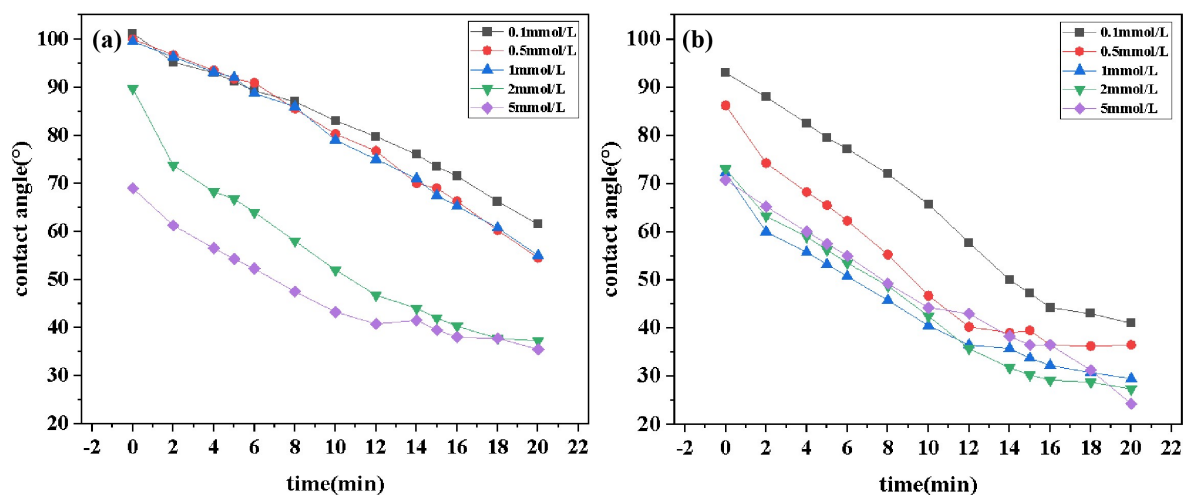 (a)
0.1mmol/L
0.5mmol/L
1mmol/L
2mmol/L
5mmol/L
contact angle(°)
100
90
80
70
60
50
40
30
20
-2 0 2 4 6 8 10 12 14 16 18 20 22
time(min)
(b)
0.1mmol/L
0.5mmol/L
1mmol/L
2mmol/L
5mmol/L
contact angle(°)
100
90
80
70
60
50
40
30
20
-2 0 2 4 6 8 10 12 14 16 18 20 22
time(min)